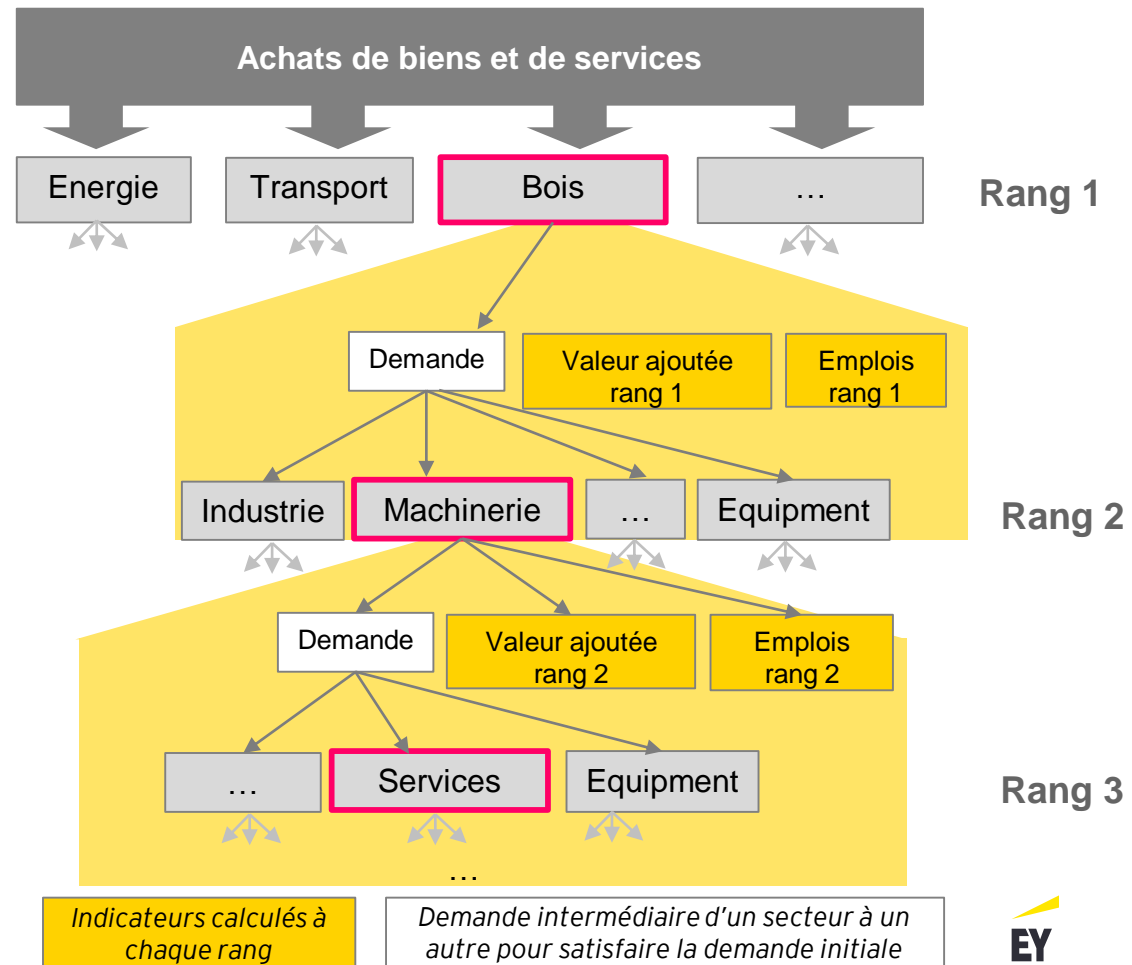 Achats de biens et de services
Energie
Transport
Bois
…
Rang 1
Demande
Valeur ajoutée
rang 1
Emplois
rang 1
Industrie
Machinerie
…
Equipment
Rang 2
Demande
Valeur ajoutée
rang 2
Emplois
rang 2
…
Services
Equipment
Rang 3
…
Indicateurs calculés à
chaque rang
Demande intermédiaire d'un secteur à un
autre pour satisfaire la demande initiale
EY